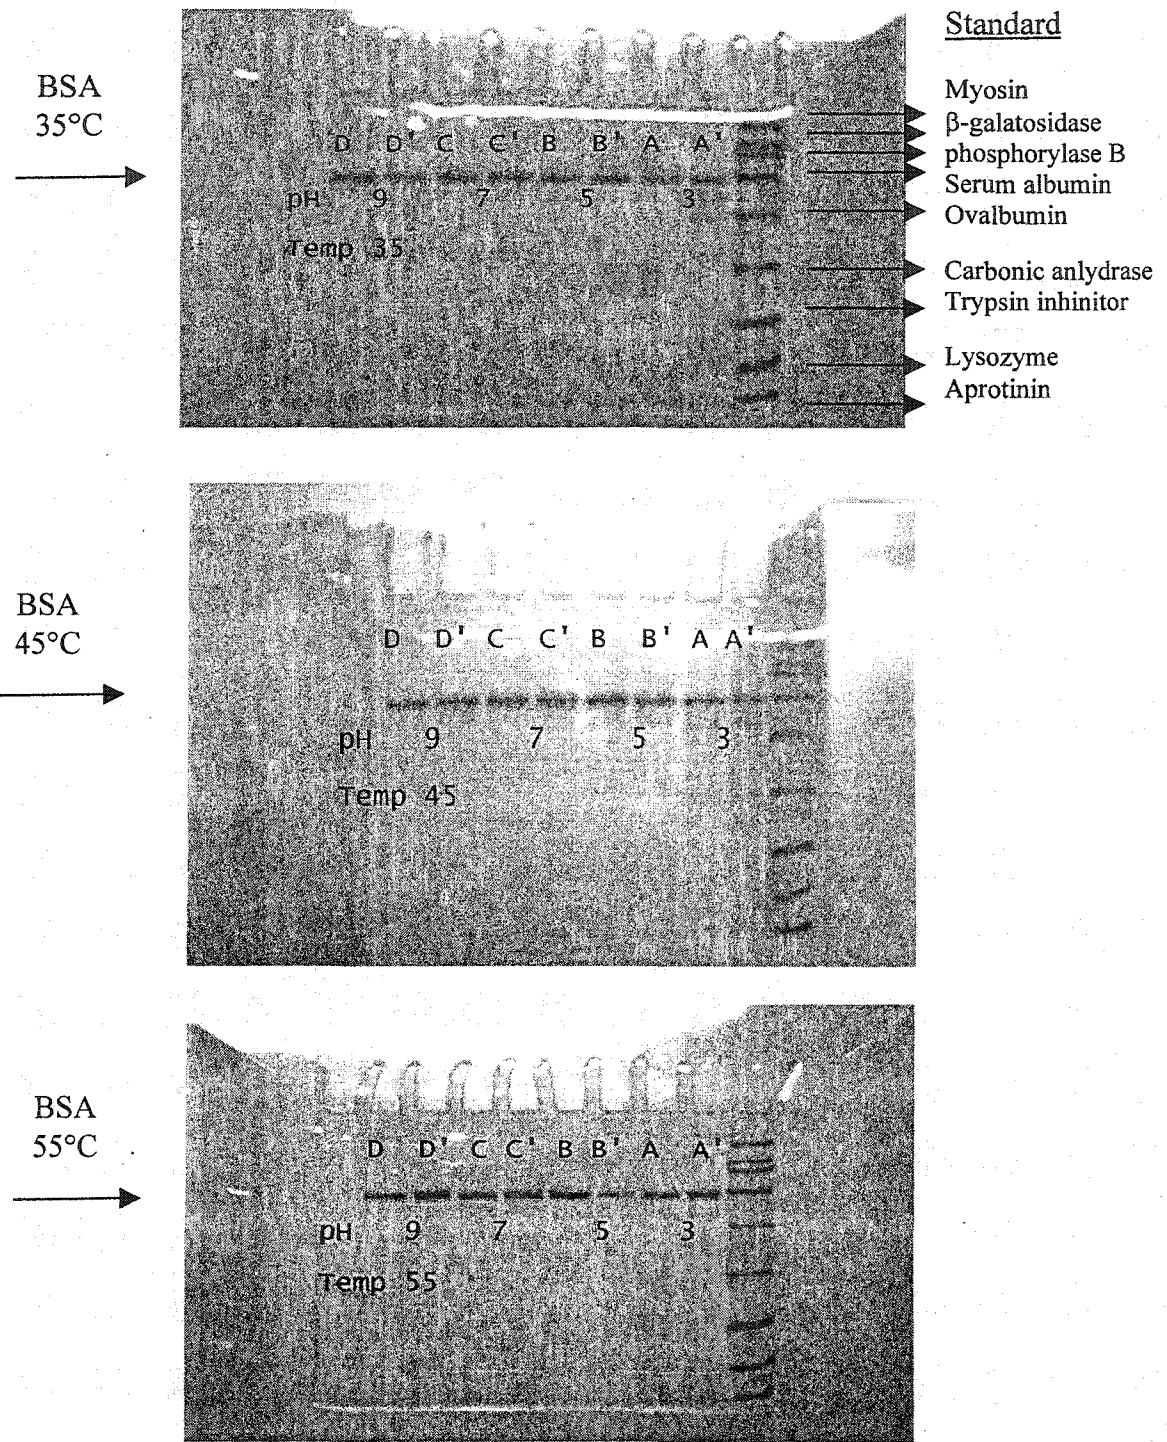 Standard
BSA
35°C
Myosin
β-galatosidase
phosphorylase B
Serum albumin
Ovalbumin
Carbonic anlydrase
Trypsin inhinitor
Lysozyme
Aprotinin
D D' C C' B B' A A'
pH 9 7 5 3
Temp 35
BSA
45°C
D D' C C' B B' A A'
pH 9 7 5 3
Temp 45
BSA
55°C
D D' C C' B B' A A'
pH 9 7 5 3
Temp 55